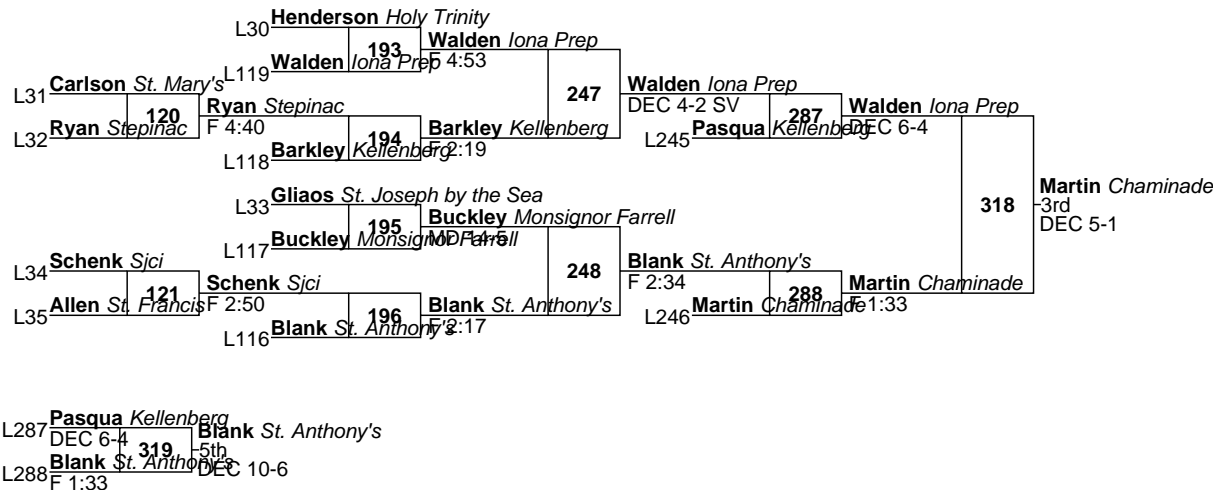 L30 Henderson Holy Trinity
193 Walden Iona Prep
F 4:53
L119 Walden Iona Prep
L31 Carlson St. Mary's
120 Ryan Stepinac
F 4:40
L32 Ryan Stepinac
194 Barkley Kellenberg
F 2:19
L118 Barkley Kellenberg
247 Walden Iona Prep
DEC 4-2 SV
287 Walden Iona Prep
DEC 6-4
L245 Pasqua Kellenberg
L33 Gliaos St. Joseph by the Sea
195 Buckley Monsignor Farrell
MD 14-5
L117 Buckley Monsignor Farrell
L34 Schenk Sjci
121 Schenk Sjci
F 2:50
L35 Allen St. Francis
196 Blank St. Anthony's
F 2:17
L116 Blank St. Anthony's
248 Blank St. Anthony's
F 2:34
288 Martin Chaminade
F 1:33
L246 Martin Chaminade
318 Martin Chaminade
3rd
DEC 5-1
L287 Pasqua Kellenberg
DEC 6-4
319 Blank St. Anthony's
5th
DEC 10-6
L288 Blank St. Anthony's
F 1:33